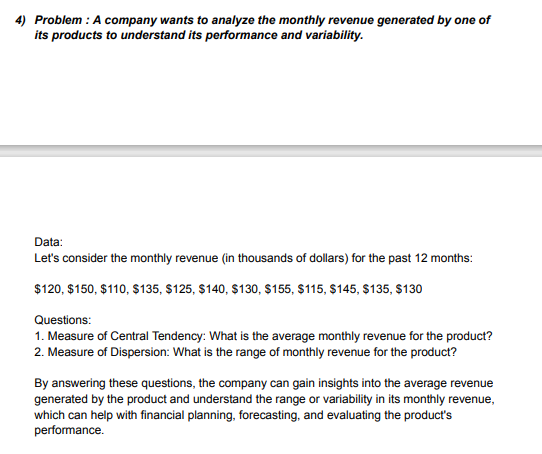 4) Problem : A company wants to analyze the monthly revenue generated by one of
its products to understand its performance and variability.
Data:
Let's consider the monthly revenue (in thousands of dollars) for the past 12 months:
$120, $150, $110, $135, $125, $140, $130, $155, $115, $145, $135, $130
Questions:
1. Measure of Central Tendency: What is the average monthly revenue for the product?
2. Measure of Dispersion: What is the range of monthly revenue for the product?
By answering these questions, the company can gain insights into the average revenue
generated by the product and understand the range or variability in its monthly revenue,
which can help with financial planning, forecasting, and evaluating the product's
performance.